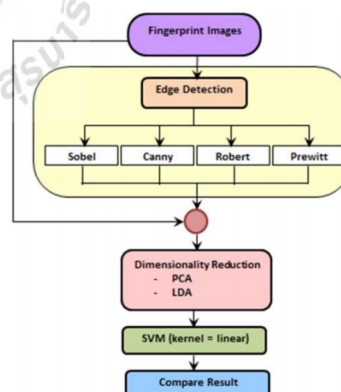 Fingerprint Images
Edge Detection
Sobel Canny Robert Prewitt
Dimensionality Reduction
- PCA
- LDA
SVM (kernel = linear)
Compare Result